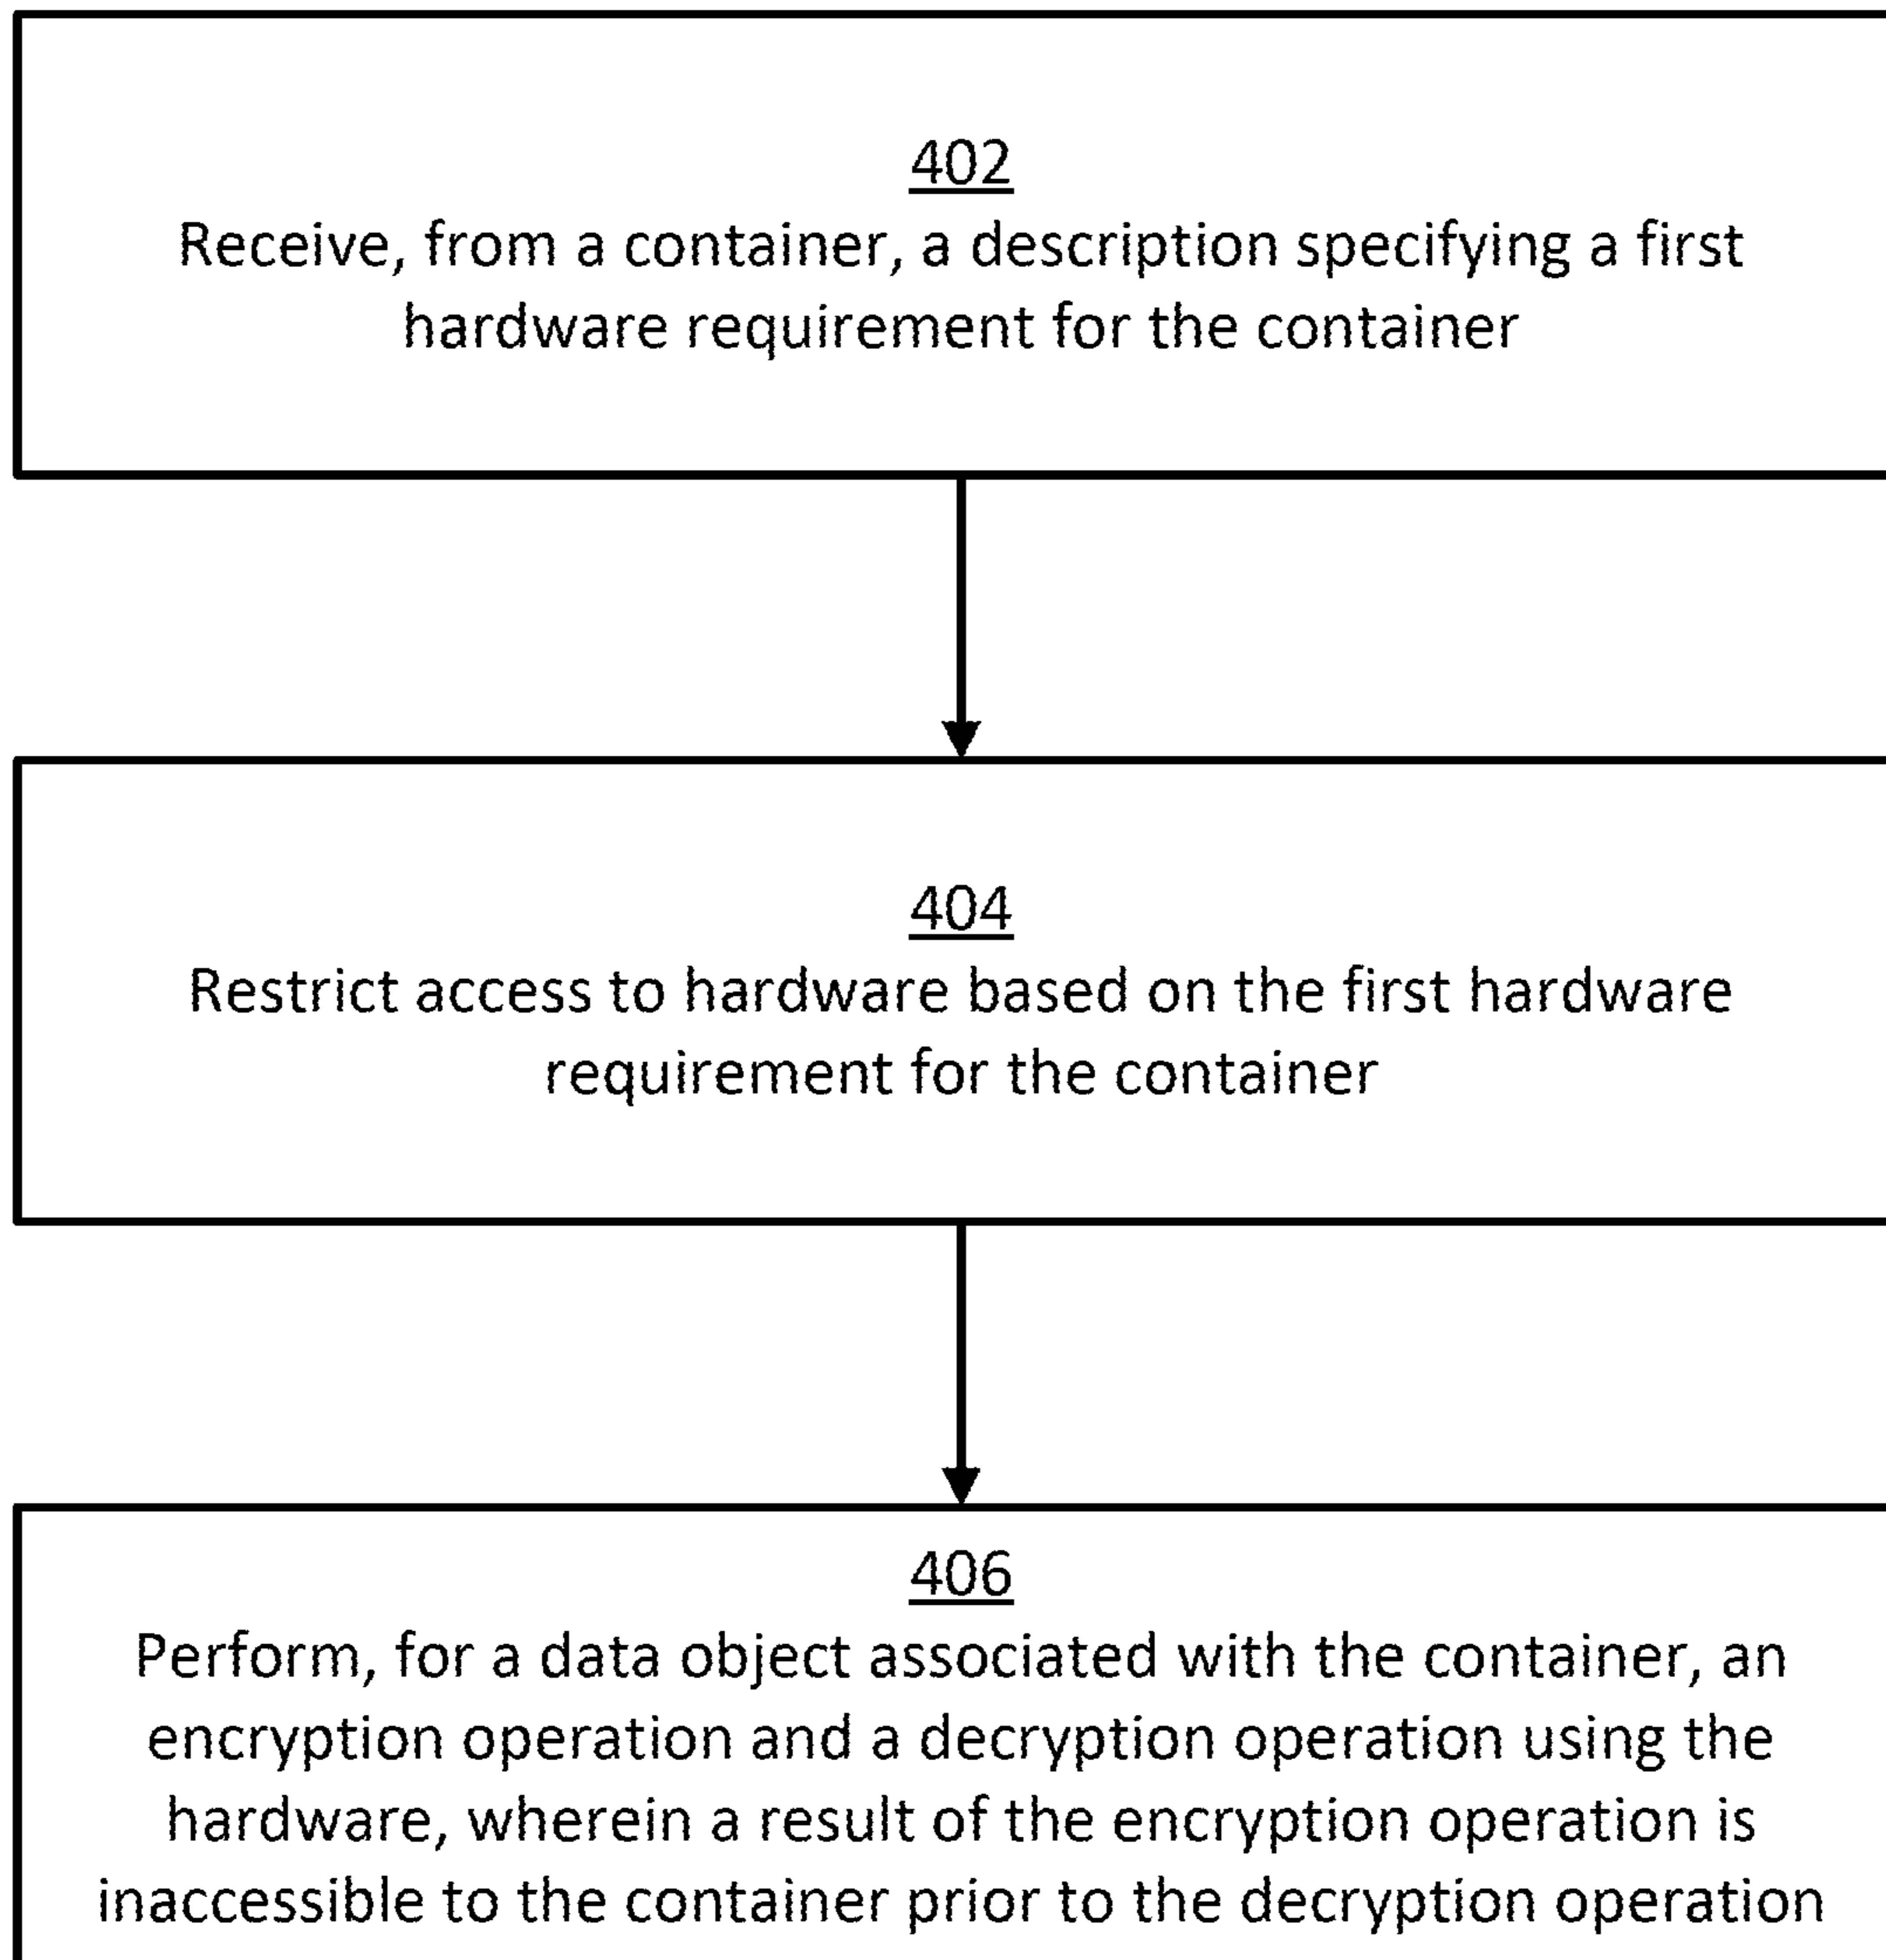 402
Receive, from a container, a description specifying a first
hardware requirement for the container
404
Restrict access to hardware based on the first hardware
requirement for the container
406
Perform, for a data object associated with the container, an
encryption operation and a decryption operation using the
hardware, wherein a result of the encryption operation is
inaccessible to the container prior to the decryption operation